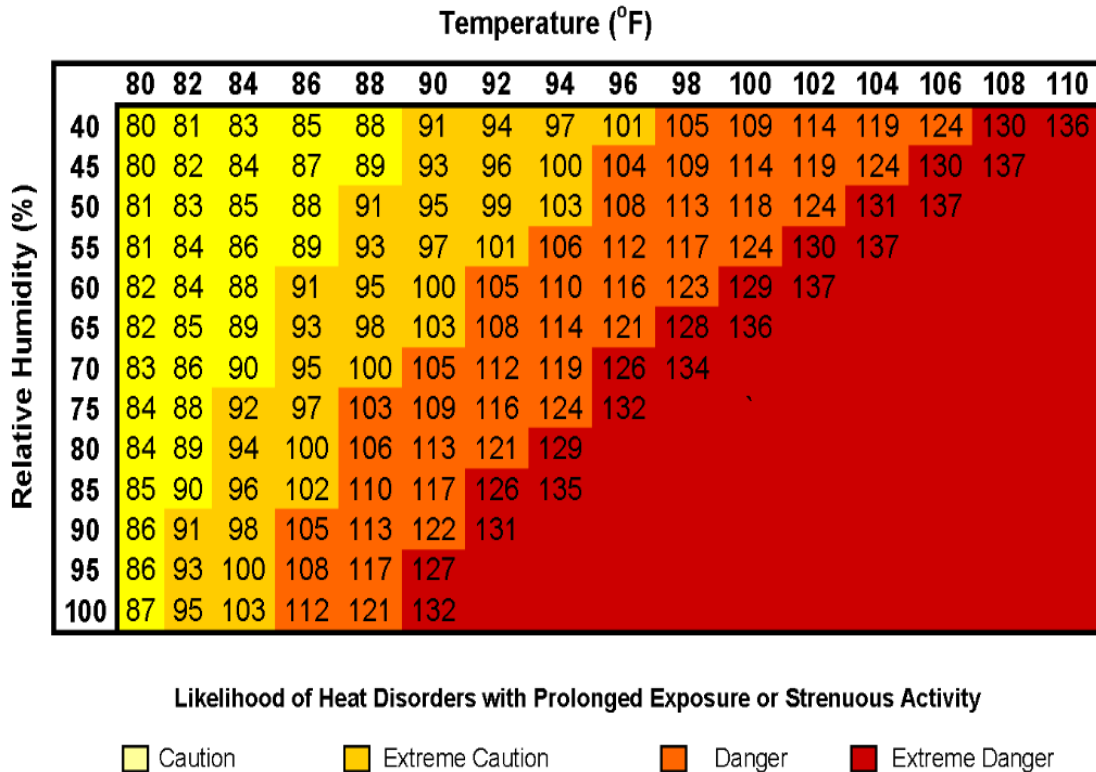 Temperature (°F)
80 82 84 86 88 90 92 94 96 98 100 102 104 106 108 110
Relative Humidity (%)
40 80 81 83 85 88 91 94 97 101 105 109 114 119 124 130 136
45 80 82 84 87 89 93 96 100 104 109 114 119 124 130 137
50 81 83 85 88 91 95 99 103 108 113 118 124 131 137
55 81 84 86 89 93 97 101 106 112 117 124 130 137
60 82 84 88 91 95 100 105 110 116 123 129 137
65 82 85 89 93 98 103 108 114 121 128 136
70 83 86 90 95 100 105 112 119 126 134
75 84 88 92 97 103 109 116 124 132 `
80 84 89 94 100 106 113 121 129
85 85 90 96 102 110 117 126 135
90 86 91 98 105 113 122 131
95 86 93 100 108 117 127
100 87 95 103 112 121 132
Likelihood of Heat Disorders with Prolonged Exposure or Strenuous Activity
Caution Extreme Caution Danger Extreme Danger